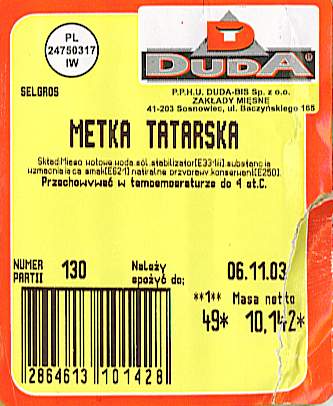 PL
24750317
IW
DUDA®
P.P.H.U. DUDA-BIS Sp. z o.o.
ZAKŁADY MIĘSNE
41-203 Sosnowiec, ul. Baczyńskiego 165
SELGROS
METKA TATARSKA
Skład:Mięso wołowe woda sól stabilizator(E331iii) substancja
wzmacniająca smak(E621) natralne przyprawy konserwant(E250).
Przechowywać w temoemperaturze do 4 st.C.
NUMER PARTII 130
Należy spożyć do: 06.11.03
**1** Masa netto
49* 10,142*
2864613 101428